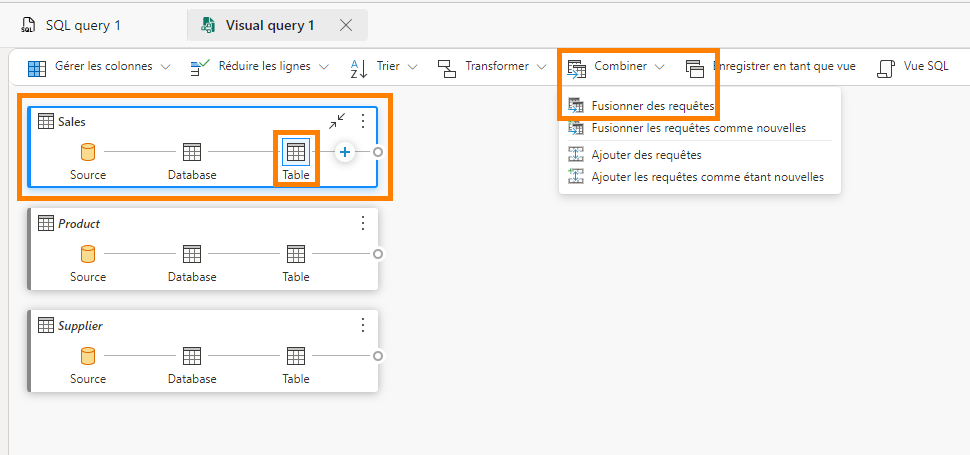 SQL query 1 Visual query 1
Gérer les colonnes Réduire les lignes Trier Transformer Combiner Enregistrer en tant que vue Vue SQL
Fusionner des requêtes
Fusionner les requêtes comme nouvelles
Ajouter des requêtes
Ajouter les requêtes comme étant nouvelles
Sales
Source Database Table
Product
Source Database Table
Supplier
Source Database Table